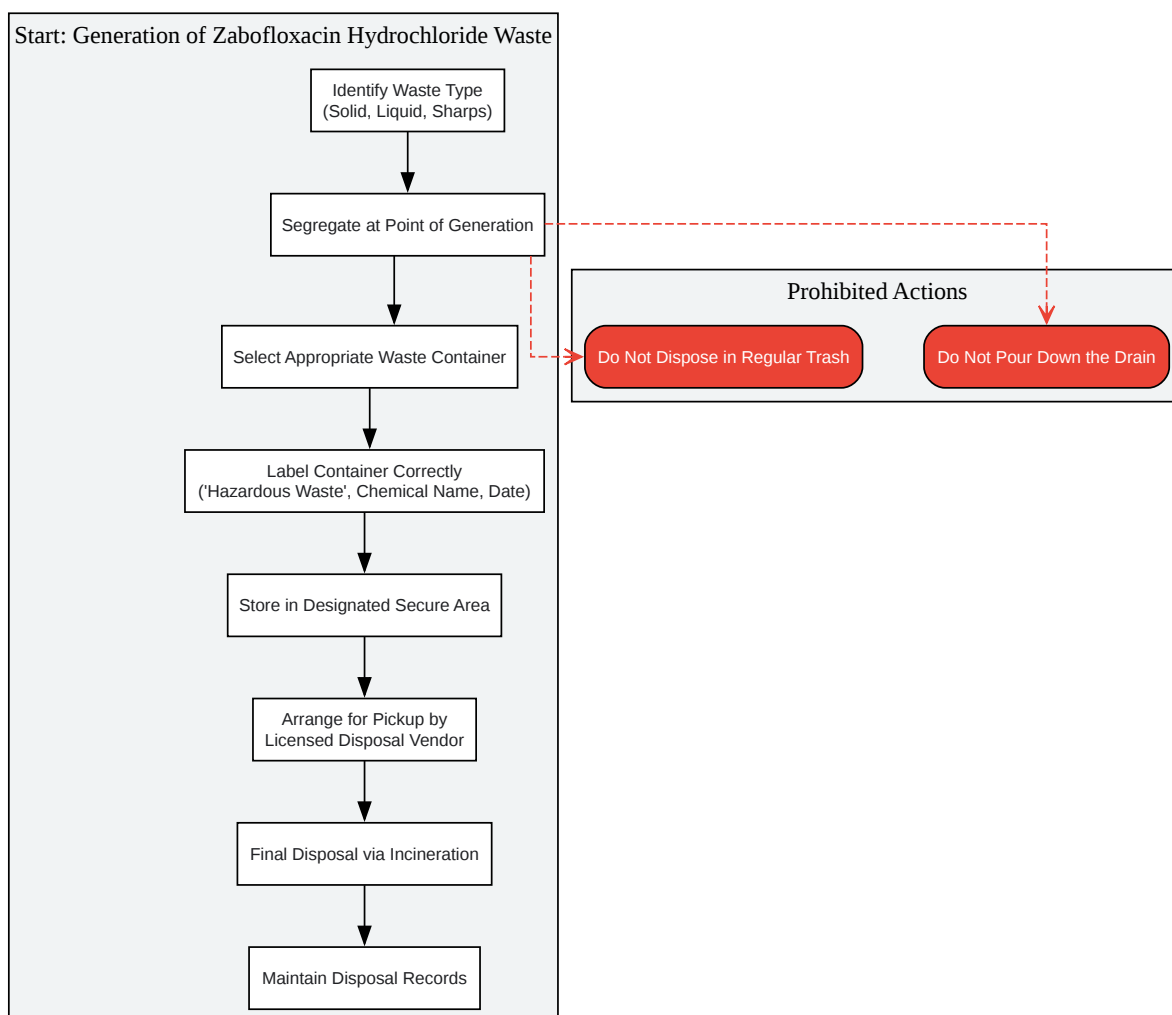 Start: Generation of Zabofloxacin Hydrochloride Waste
Identify Waste Type
(Solid, Liquid, Sharps)
Segregate at Point of Generation
Prohibited Actions
Select Appropriate Waste Container
Do Not Dispose in Regular Trash
Do Not Pour Down the Drain
Label Container Correctly
('Hazardous Waste', Chemical Name, Date)
Store in Designated Secure Area
Arrange for Pickup by
Licensed Disposal Vendor
Final Disposal via Incineration
Maintain Disposal Records